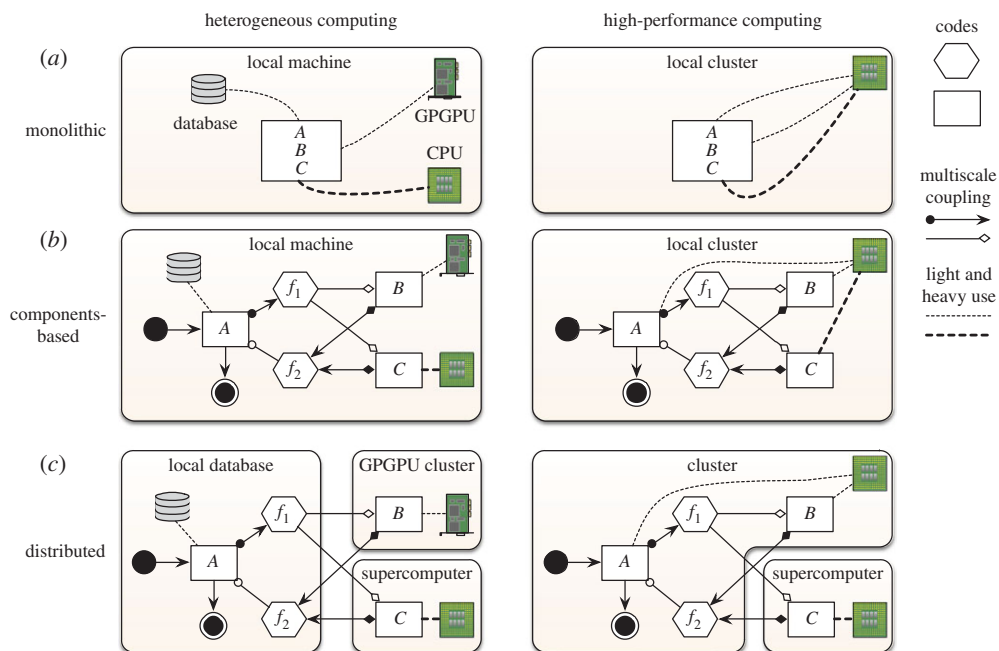 heterogeneous computing
high-performance computing
codes
(a)
monolithic
local machine
database
GPGPU
A
B
C
CPU
local cluster
A
B
C
multiscale
coupling
light and
heavy use
(b)
components-
based
local machine
f1
B
A
f2
C
local cluster
f1
B
A
f2
C
(c)
distributed
local database
GPGPU cluster
f1
B
A
supercomputer
f2
C
cluster
f1
B
A
supercomputer
f2
C